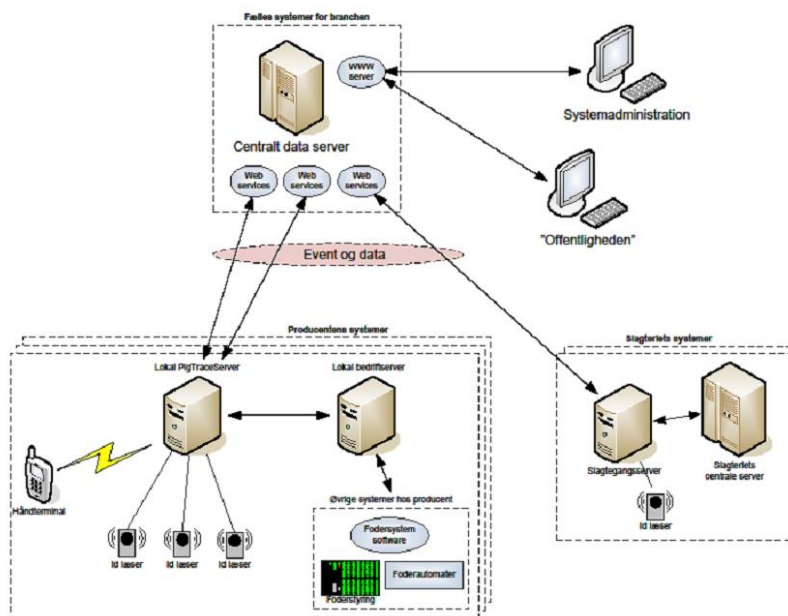 Fælles systemer for branchen
WWW
server
Centralt data server
Systemadministration
Web
services
Web
services
Web
services
"Offentligheden"
Event og data
Producentens systemer
Slagteriets systemer
Lokal PigTraceServer
Lokal bedriftserver
Håndterminal
Id læser
Id læser
Id læser
Øvrige systemer hos producent
Fodersystem
software
Foderautomater
Foderstyring
Slagtegangsserver
Slagteriets
centrale server
Id læser